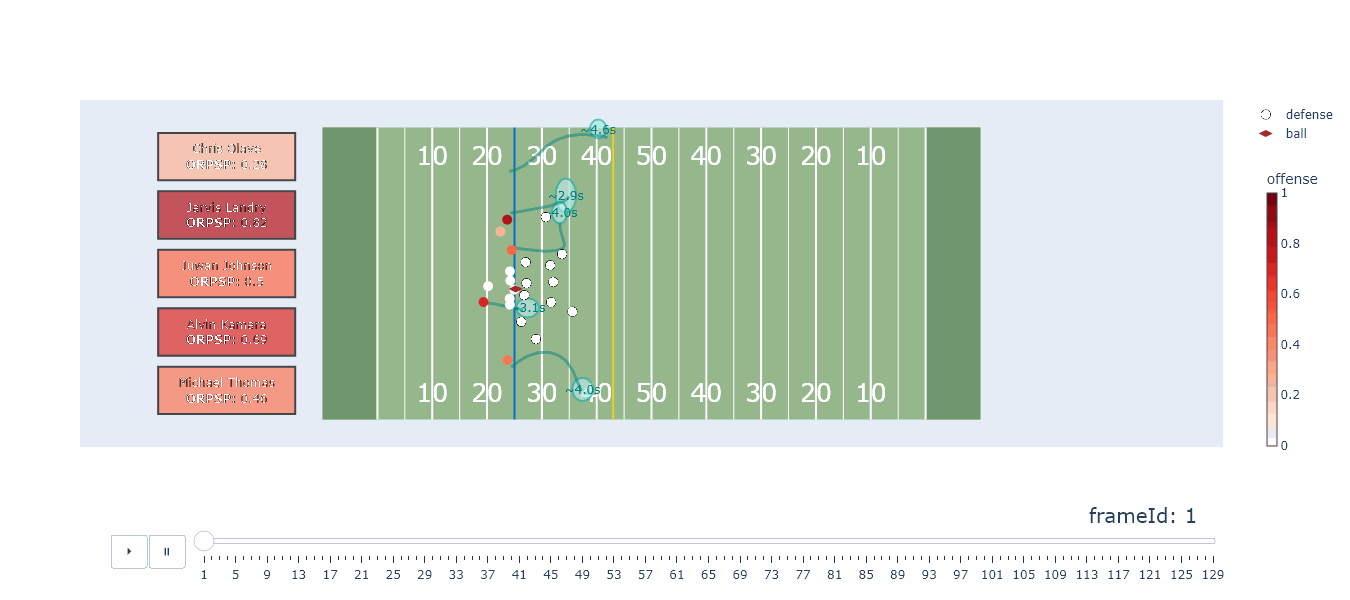 defense
ball
offense
1
0.8
0.6
0.4
0.2
0
Chris Olave
ORPSP: 0.28
Jarvis Landry
ORPSP: 0.82
Juwan Johnson
ORPSP: 0.5
Alvin Kamara
ORPSP: 0.69
Michael Thomas
ORPSP: 0.46
~4.6s
10 20 30 40 50 40 30 20 10
~2.9s
~4.0s
~3.1s
~4.0s
10 20 30 40 50 40 30 20 10
frameId: 1
1 5 9 13 17 21 25 29 33 37 41 45 49 53 57 61 65 69 73 77 81 85 89 93 97 101 105 109 113 117 121 125 129